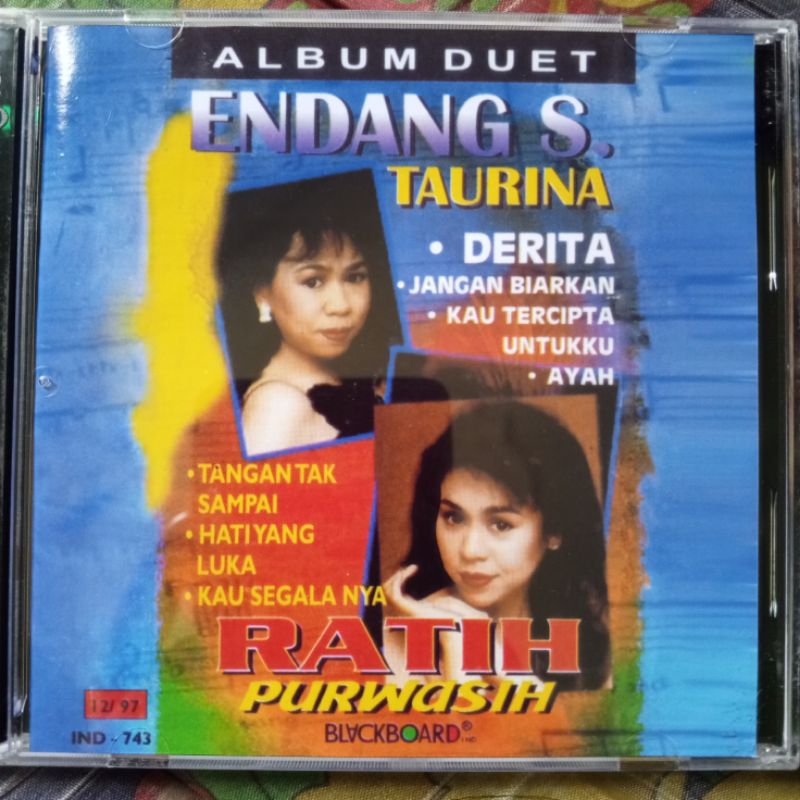 ALBUM DUET
ENDANG S.
TAURINA
• DERITA
• JANGAN BIARKAN
• KAU TERCIPTA
UNTUKKU
• AYAH
• TANGAN TAK
SAMPAI
• HATI YANG
LUKA
• KAU SEGALA NYA
RATIH
PURWASIH
12/97
IND - 743
BLACKBOARD®
INC